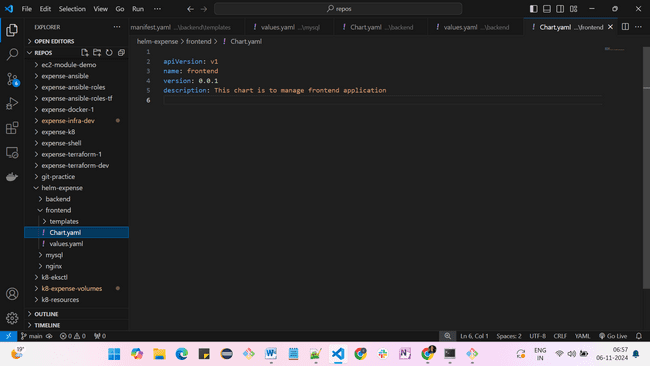 File Edit Selection View Go Run ··· repos
EXPLORER ···
OPEN EDITORS
REPOS
ec2-module-demo
expense-ansible
expense-ansible-roles
expense-ansible-roles-tf
expense-docker-1
expense-infra-dev
expense-k8
expense-shell
expense-terraform-1
expense-terraform-dev
git-practice
helm-expense
backend
frontend
templates
! Chart.yaml
! values.yaml
mysql
nginx
k8-eksctl
k8-expense-volumes
k8-resources
OUTLINE
TIMELINE
manifest.yaml ...\backend\templates ! values.yaml ...\mysql ! Chart.yaml ...\backend ! values.yaml ...\backend ! Chart.yaml ...\frontend
helm-expense > frontend > ! Chart.yaml
1
2 apiVersion: v1
3 name: frontend
4 version: 0.0.1
5 description: This chart is to manage frontend application
6
main 0 0 0 Ln 6, Col 1 Spaces: 2 UTF-8 CRLF YAML Go Live
19° ENG IN 06:57 06-11-2024